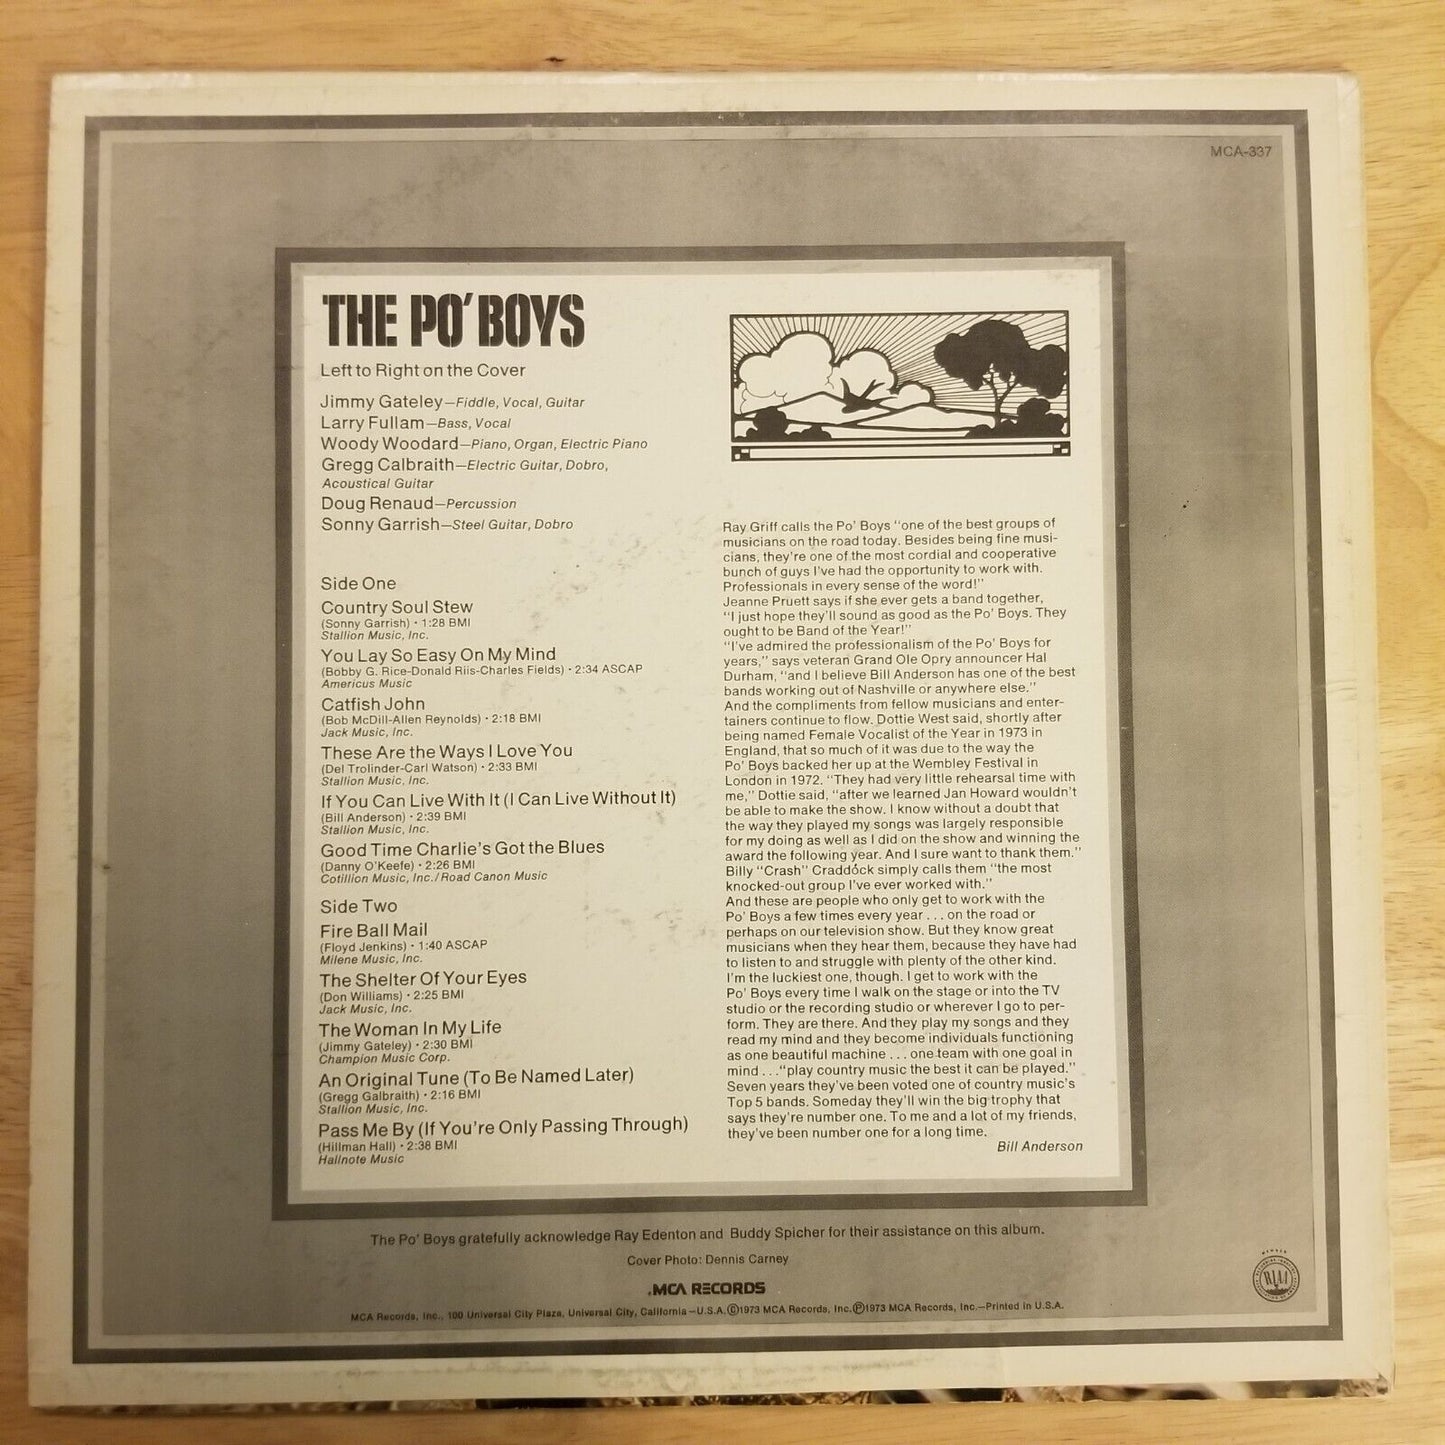 MCA-337
THE PO' BOYS
Left to Right on the Cover
Jimmy Gateley—Fiddle, Vocal, Guitar
Larry Fullam—Bass, Vocal
Woody Woodard—Piano, Organ, Electric Piano
Gregg Calbraith—Electric Guitar, Dobro,
Acoustical Guitar
Doug Renaud—Percussion
Sonny Garrish—Steel Guitar, Dobro
Side One
Country Soul Stew
(Sonny Garrish) • 1:28 BMI
Stallion Music, Inc.
You Lay So Easy On My Mind
(Bobby G. Rice-Donald Riis-Charles Fields) • 2:34 ASCAP
Americus Music
Catfish John
(Bob McDill-Allen Reynolds) • 2:18 BMI
Jack Music, Inc.
These Are the Ways I Love You
(Del Trolinder-Carl Watson) • 2:33 BMI
Stallion Music, Inc.
If You Can Live With It (I Can Live Without It)
(Bill Anderson) • 2:39 BMI
Stallion Music, Inc.
Good Time Charlie's Got the Blues
(Danny O'Keefe) • 2:26 BMI
Cotillion Music, Inc./Road Canon Music
Side Two
Fire Ball Mail
(Floyd Jenkins) • 1:40 ASCAP
Milene Music, Inc.
The Shelter Of Your Eyes
(Don Williams) • 2:25 BMI
Jack Music, Inc.
The Woman In My Life
(Jimmy Gateley) • 2:30 BMI
Champion Music Corp.
An Original Tune (To Be Named Later)
(Gregg Galbraith) • 2:16 BMI
Stallion Music, Inc.
Pass Me By (If You're Only Passing Through)
(Hillman Hall) • 2:38 BMI
Hallnote Music
Ray Griff calls the Po' Boys "one of the best groups of
musicians on the road today. Besides being fine musi-
cians, they're one of the most cordial and cooperative
bunch of guys I've had the opportunity to work with.
Professionals in every sense of the word!"
Jeanne Pruett says if she ever gets a band together,
"I just hope they'll sound as good as the Po' Boys. They
ought to be Band of the Year!"
"I've admired the professionalism of the Po' Boys for
years," says veteran Grand Ole Opry announcer Hal
Durham, "and I believe Bill Anderson has one of the best
bands working out of Nashville or anywhere else."
And the compliments from fellow musicians and enter-
tainers continue to flow. Dottie West said, shortly after
being named Female Vocalist of the Year in 1973 in
England, that so much of it was due to the way the
Po' Boys backed her up at the Wembley Festival in
London in 1972. "They had very little rehearsal time with
me," Dottie said, "after we learned Jan Howard wouldn't
be able to make the show. I know without a doubt that
the way they played my songs was largely responsible
for my doing as well as I did on the show and winning the
award the following year. And I sure want to thank them."
Billy "Crash" Craddock simply calls them "the most
knocked-out group I've ever worked with."
And these are people who only get to work with the
Po' Boys a few times every year . . . on the road or
perhaps on our television show. But they know great
musicians when they hear them, because they have had
to listen to and struggle with plenty of the other kind.
I'm the luckiest one, though. I get to work with the
Po' Boys every time I walk on the stage or into the TV
studio or the recording studio or wherever I go to per-
form. They are there. And they play my songs and they
read my mind and they become individuals functioning
as one beautiful machine . . . one team with one goal in
mind . . . "play country music the best it can be played."
Seven years they've been voted one of country music's
Top 5 bands. Someday they'll win the big trophy that
says they're number one. To me and a lot of my friends,
they've been number one for a long time.
Bill Anderson
The Po' Boys gratefully acknowledge Ray Edenton and Buddy Spicher for their assistance on this album.
Cover Photo: Dennis Carney
MCA RECORDS
MCA Records, Inc., 100 Universal City Plaza, Universal City, California—U.S.A. Ⓒ1973 MCA Records, Inc. Ⓟ1973 MCA Records, Inc.—Printed in U.S.A.
MEMBER
RIAA